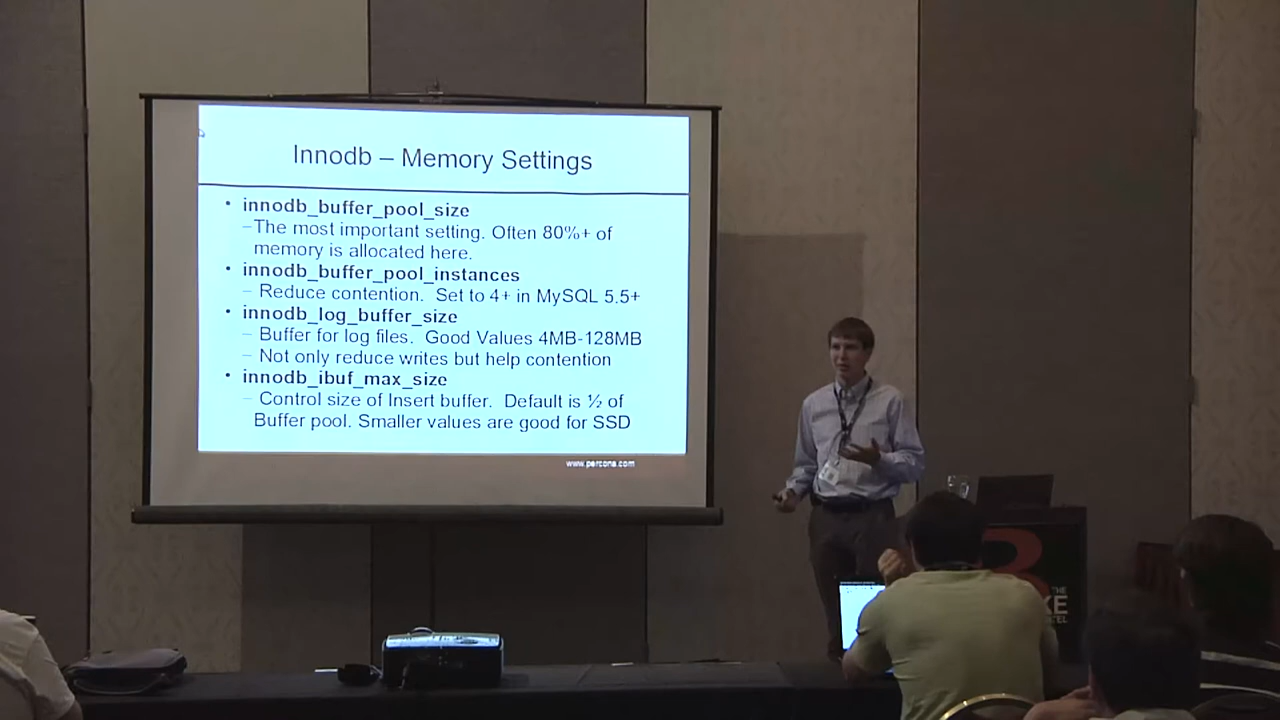 Innodb – Memory Settings
• innodb_buffer_pool_size
–The most important setting. Often 80%+ of
memory is allocated here.
• innodb_buffer_pool_instances
– Reduce contention. Set to 4+ in MySQL 5.5+
• innodb_log_buffer_size
– Buffer for log files. Good Values 4MB-128MB
– Not only reduce writes but help contention
• innodb_ibuf_max_size
– Control size of Insert buffer. Default is ½ of
Buffer pool. Smaller values are good for SSD
www.percona.com
THE